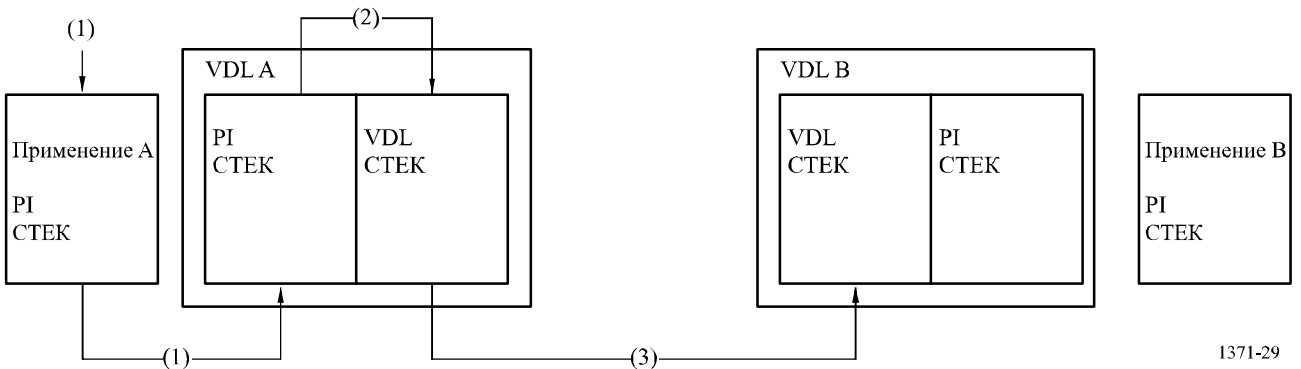 (1)
(2)
VDL A
VDL B
Применение А
PI
СТЕК
PI
СТЕК
VDL
СТЕК
VDL
СТЕК
PI
СТЕК
Применение В
PI
СТЕК
(1)
(3)
1371-29